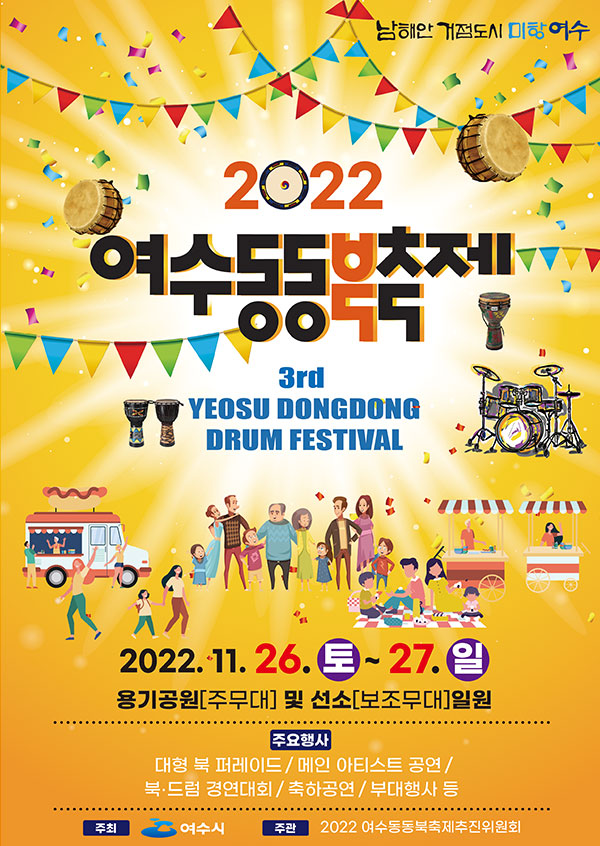 남해안 거점도시 미항여수
2022
여수동동북축제
3rd
YEOSU DONGDONG
DRUM FESTIVAL
2022. 11. 26. 토 ~ 27. 일
용기공원[주무대] 및 선소[보조무대]일원
주요행사
대형 북 퍼레이드 / 메인 아티스트 공연 /
북·드럼 경연대회 / 축하공연 / 부대행사 등
주최 여수시 주관 2022 여수동동북축제추진위원회